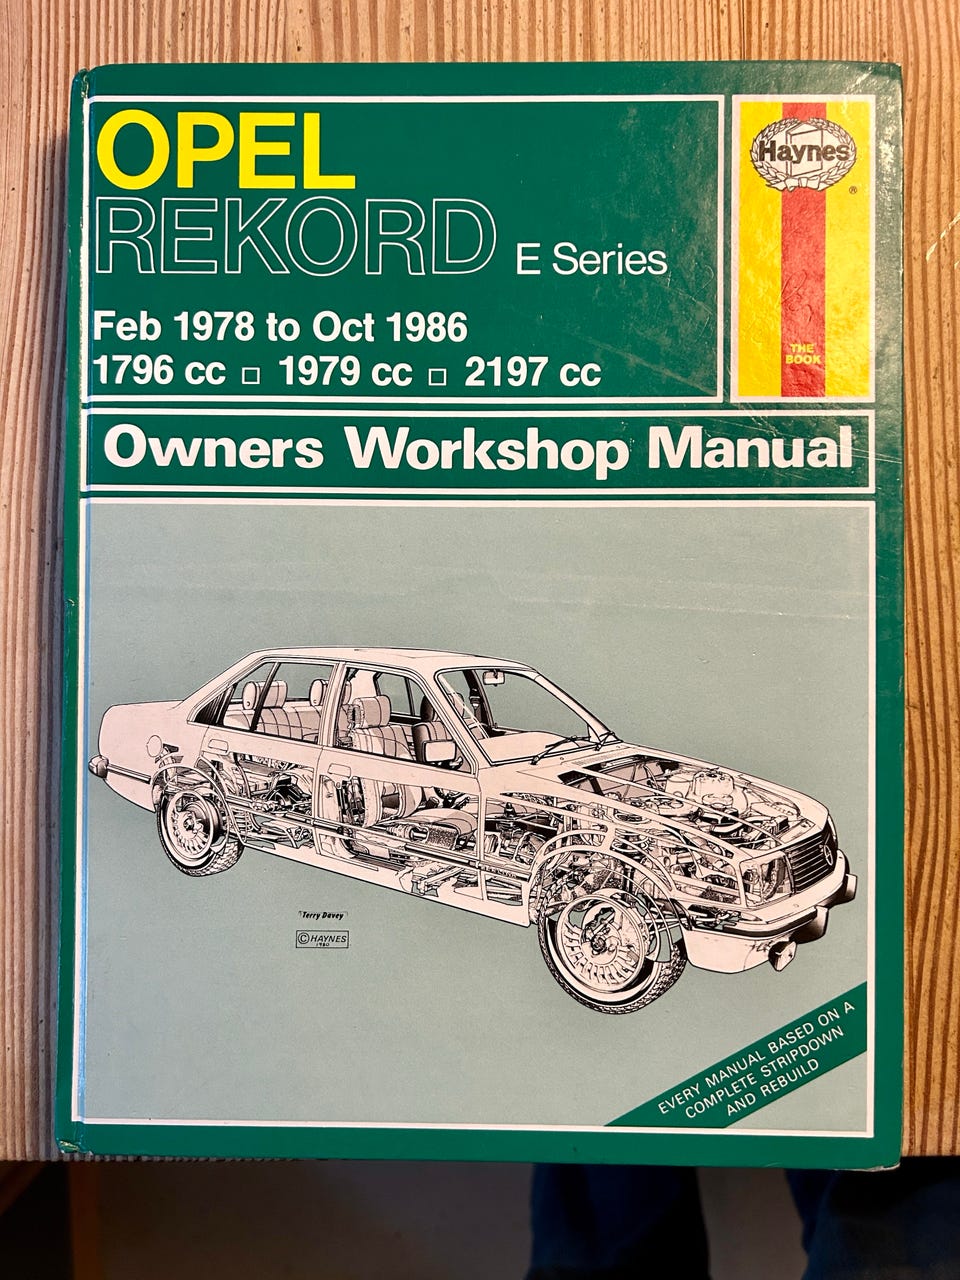 OPEL
REKORD E Series
Feb 1978 to Oct 1986
1796 cc □ 1979 cc □ 2197 cc
Haynes
®
THE
BOOK
Owners Workshop Manual
Terry Davey
© HAYNES
1980
EVERY MANUAL BASED ON A
COMPLETE STRIPDOWN
AND REBUILD